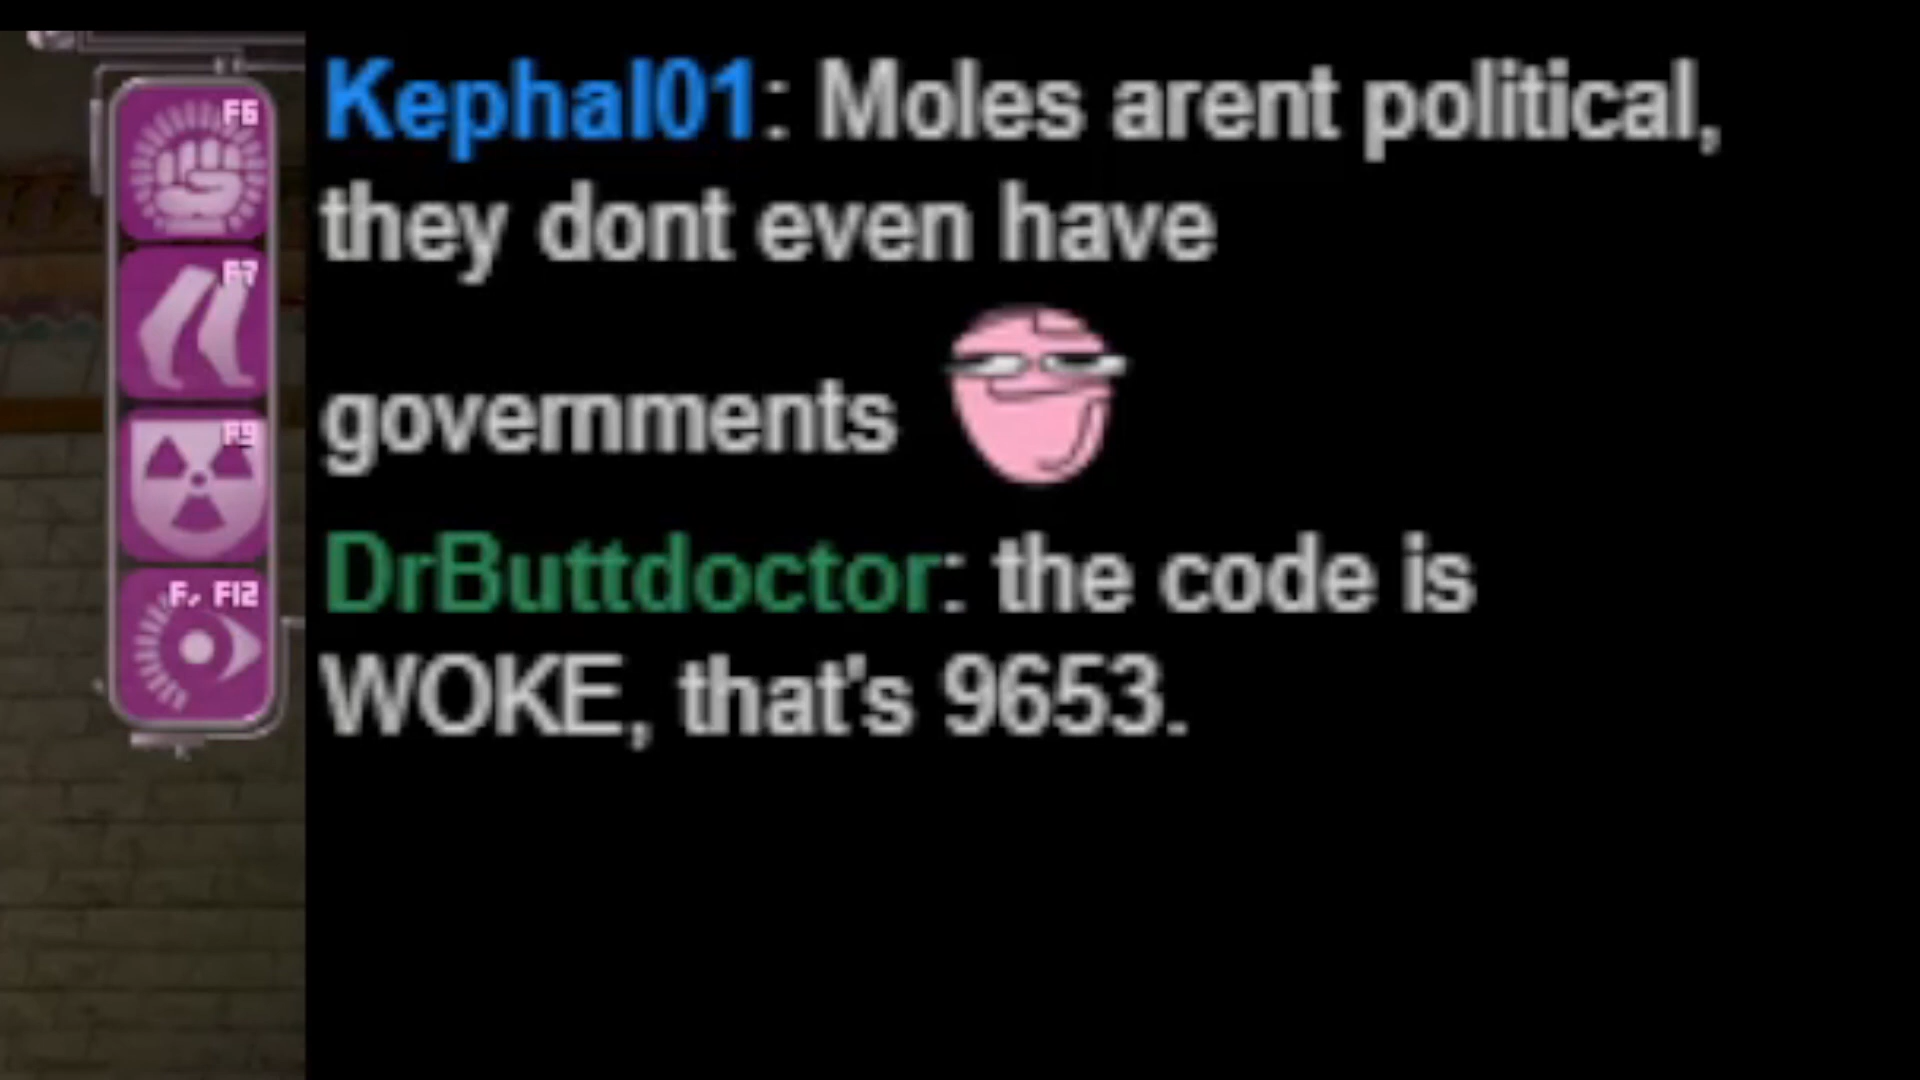 F6
F7
F9
F, F12
Kephal01: Moles arent political,
they dont even have
governments
DrButtdoctor: the code is
WOKE, that's 9653.